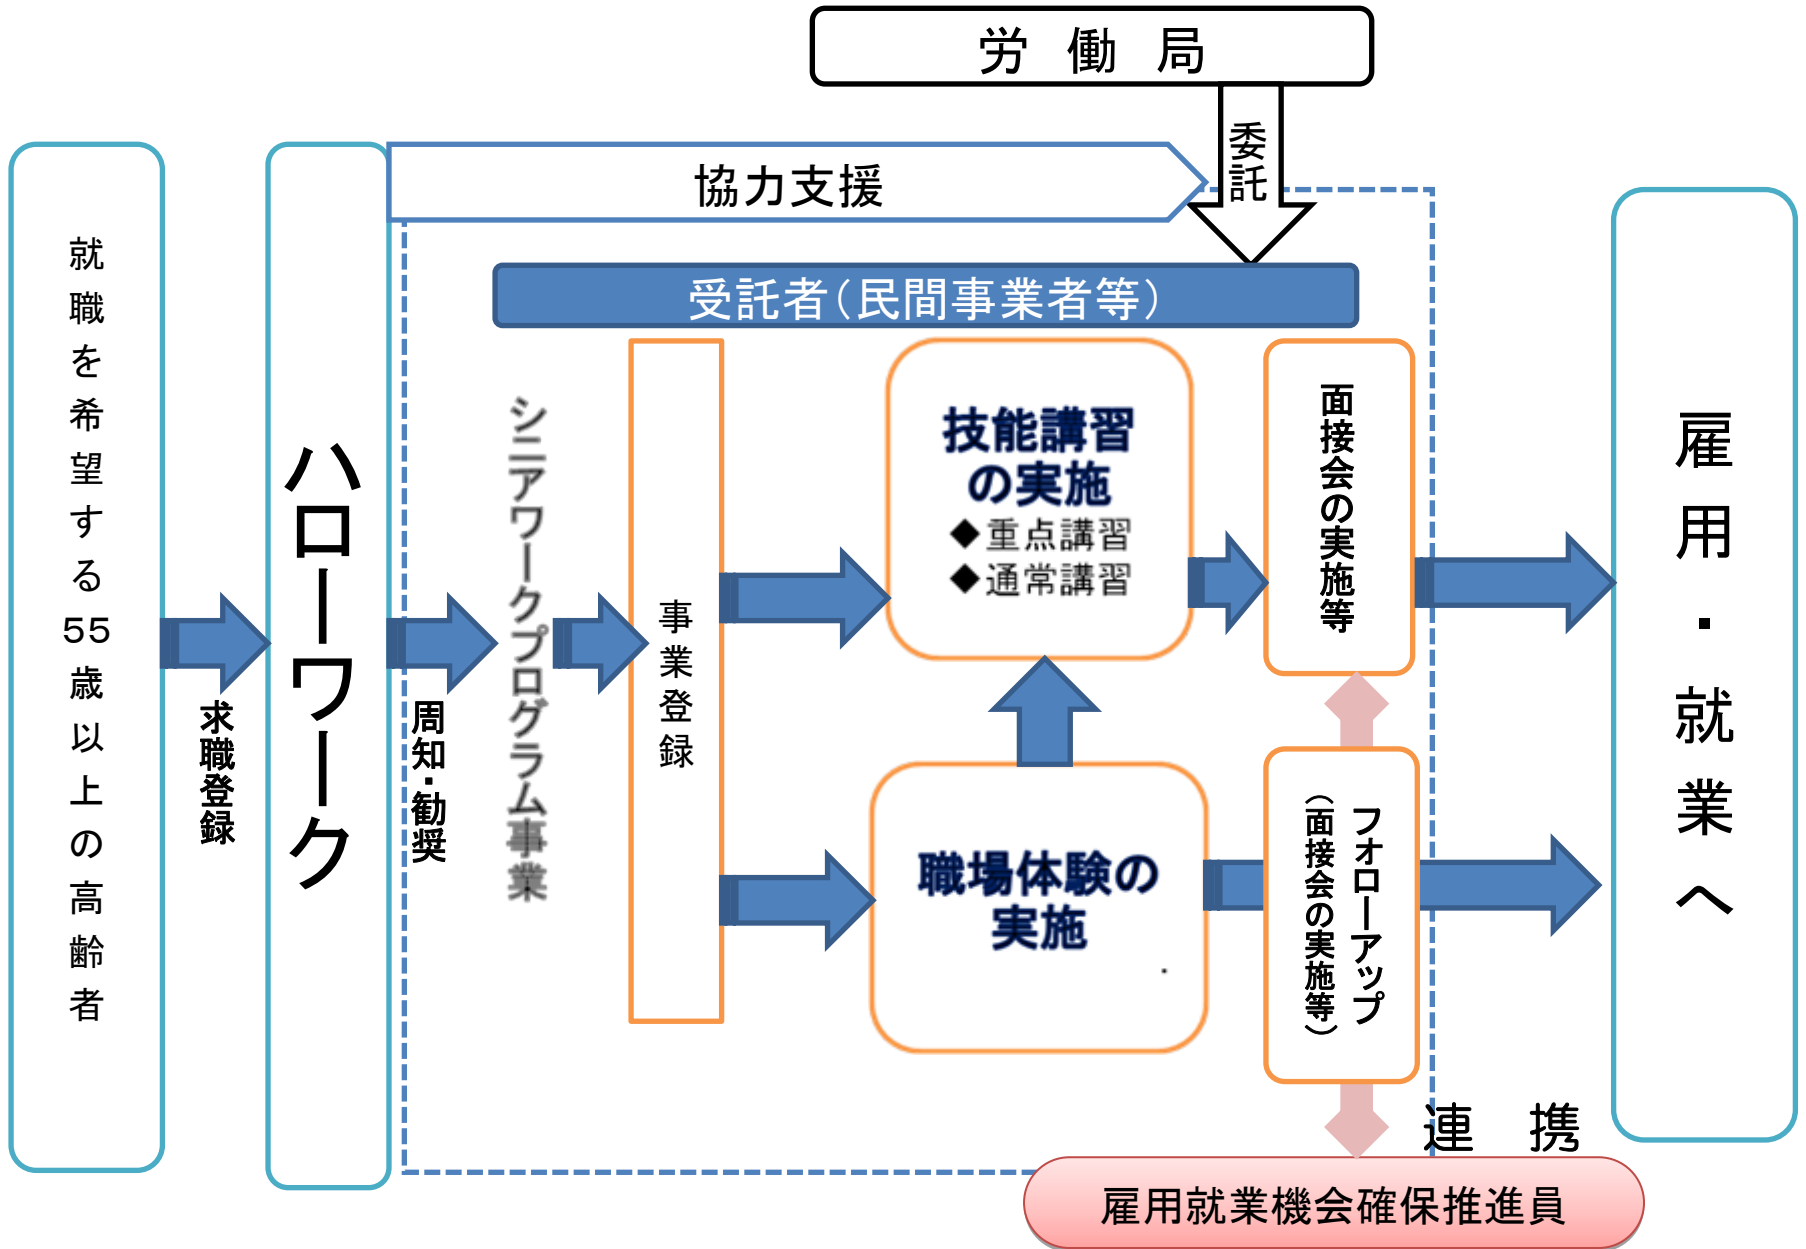 労働局
委託
協力支援
受託者（民間事業者等）
就職を希望する55歳以上の高齢者
求職登録
ハローワーク
周知・勧奨
シニアワークプログラム事業
事業登録
技能講習
の実施
◆重点講習
◆通常講習
職場体験の
実施
面接会の実施等
フォローアップ
（面接会の実施等）
雇用・就業へ
連携
雇用就業機会確保推進員